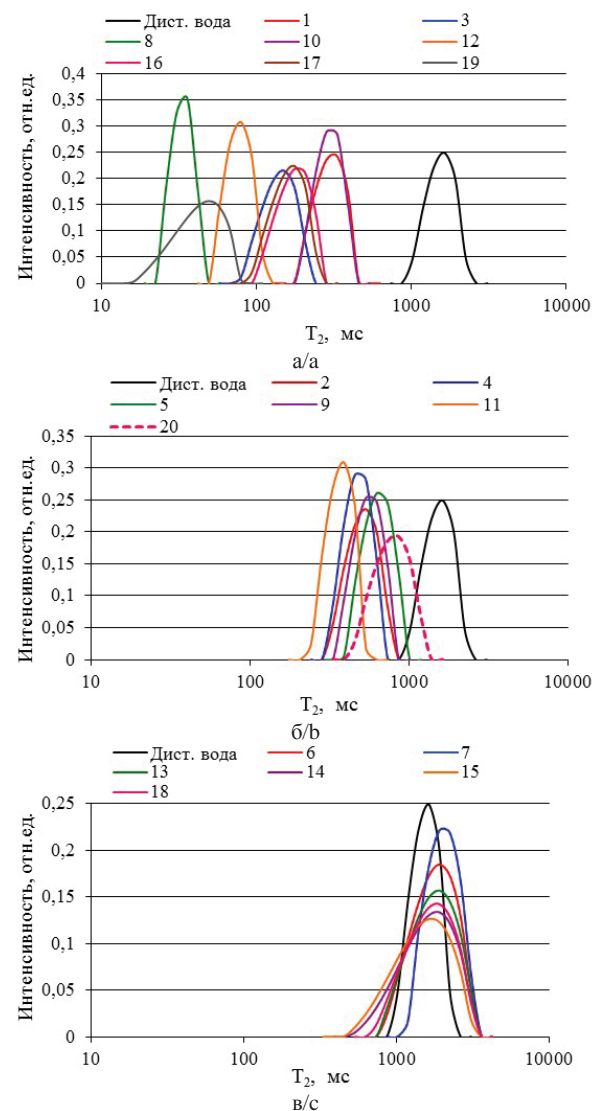 Дист. вода 1 3
8 10 12
16 17 19
Интенсивность, отн.ед.
0,4
0,35
0,3
0,25
0,2
0,15
0,1
0,05
0
10 100 1000 10000
T2, мс
а/a
Дист. вода 2 4
5 9 11
20
Интенсивность, отн.ед.
0,35
0,3
0,25
0,2
0,15
0,1
0,05
0
10 100 1000 10000
T2, мс
б/b
Дист. вода 6 7
13 14 15
18
Интенсивность, отн.ед.
0,25
0,2
0,15
0,1
0,05
0
10 100 1000 10000
T2, мс
в/c